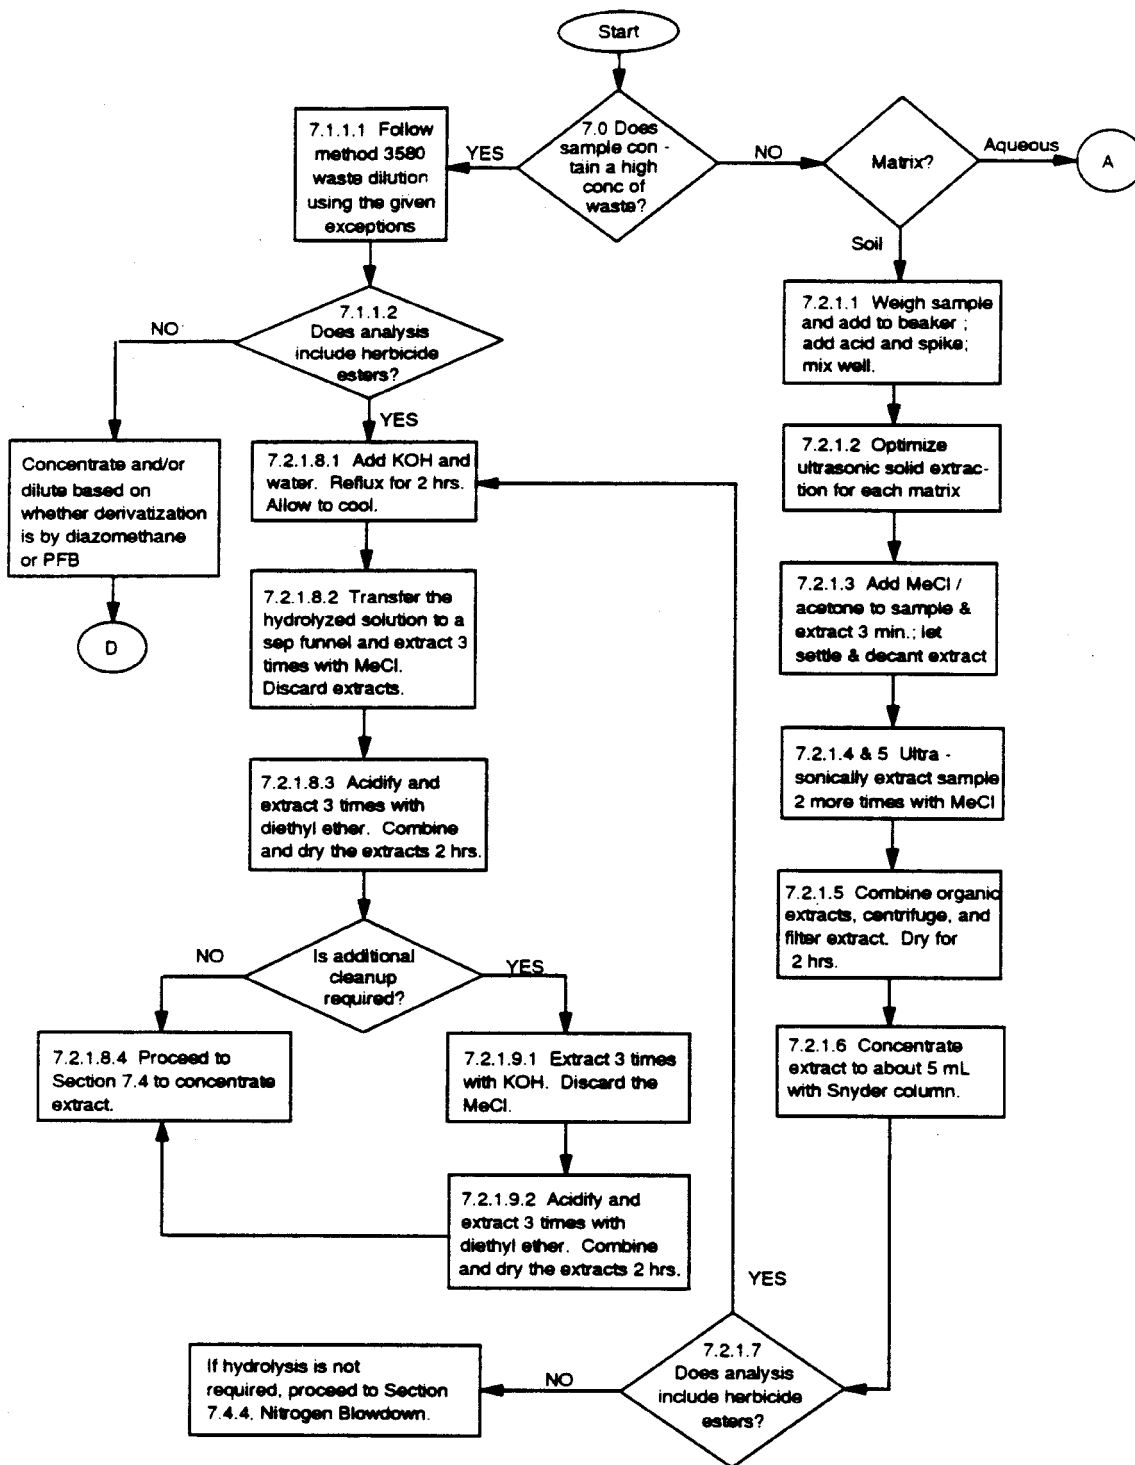 Start
7.0 Does
sample con -
tain a high
conc of
waste?
YES
NO
7.1.1.1 Follow
method 3580
waste dilution
using the given
exceptions
Matrix?
Aqueous
A
Soil
7.1.1.2
Does analysis
include herbicide
esters?
NO
YES
Concentrate and/or
dilute based on
whether derivatization
is by diazomethane
or PFB
D
7.2.1.8.1 Add KOH and
water. Reflux for 2 hrs.
Allow to cool.
7.2.1.8.2 Transfer the
hydrolyzed solution to a
sep funnel and extract 3
times with MeCl.
Discard extracts.
7.2.1.8.3 Acidify and
extract 3 times with
diethyl ether. Combine
and dry the extracts 2 hrs.
Is additional
cleanup
required?
NO
YES
7.2.1.8.4 Proceed to
Section 7.4 to concentrate
extract.
7.2.1.9.1 Extract 3 times
with KOH. Discard the
MeCl.
7.2.1.9.2 Acidify and
extract 3 times with
diethyl ether. Combine
and dry the extracts 2 hrs.
7.2.1.1 Weigh sample
and add to beaker ;
add acid and spike;
mix well.
7.2.1.2 Optimize
ultrasonic solid extrac-
tion for each matrix
7.2.1.3 Add MeCl /
acetone to sample &
extract 3 min.; let
settle & decant extract
7.2.1.4 & 5 Ultra -
sonically extract sample
2 more times with MeCl
7.2.1.5 Combine organic
extracts, centrifuge, and
filter extract. Dry for
2 hrs.
7.2.1.6 Concentrate
extract to about 5 mL
with Snyder column.
7.2.1.7
Does analysis
include herbicide
esters?
YES
NO
If hydrolysis is not
required, proceed to Section
7.4.4. Nitrogen Blowdown.